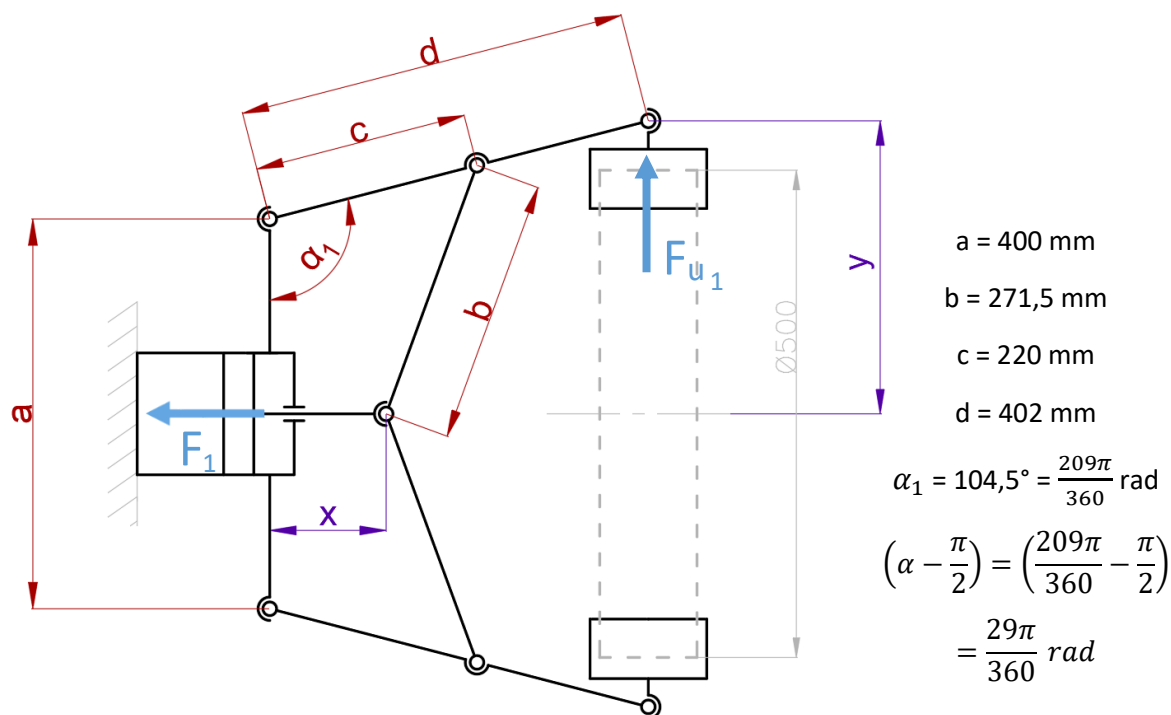 d
c
α₁
a
b
F₁
x
F_u₁
y
Ø500
a = 400 mm
b = 271,5 mm
c = 220 mm
d = 402 mm
α₁ = 104,5° = 209π/360 rad
(α − π/2) = (209π/360 − π/2)
= 29π/360 rad